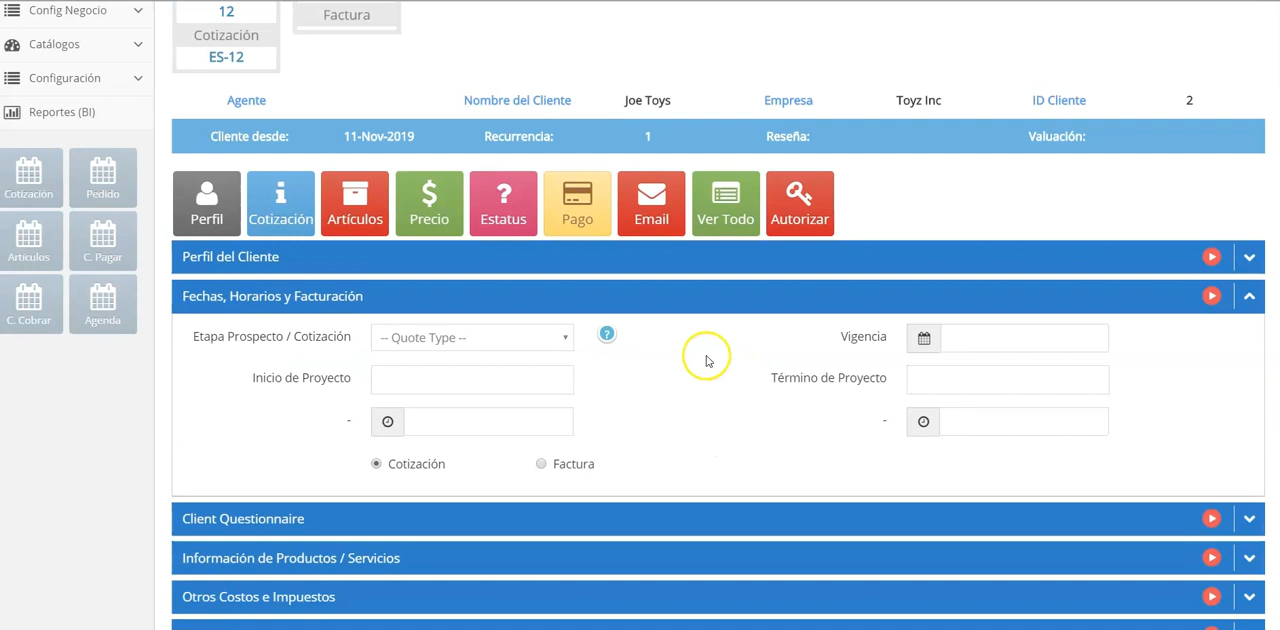 Config Negocio
Catálogos
Configuración
Reportes (BI)
Cotización
Pedido
Artículos
C. Pagar
C. Cobrar
Agenda
12
Cotización
ES-12
Factura
Agente Nombre del Cliente Joe Toys Empresa Toyz Inc ID Cliente 2
Cliente desde: 11-Nov-2019 Recurrencia: 1 Reseña: Valuación:
Perfil Cotización Artículos Precio Estatus Pago Email Ver Todo Autorizar
Perfil del Cliente
Fechas, Horarios y Facturación
Etapa Prospecto / Cotización -- Quote Type -- ? Vigencia
Inicio de Proyecto Término de Proyecto
- -
Cotización Factura
Client Questionnaire
Información de Productos / Servicios
Otros Costos e Impuestos